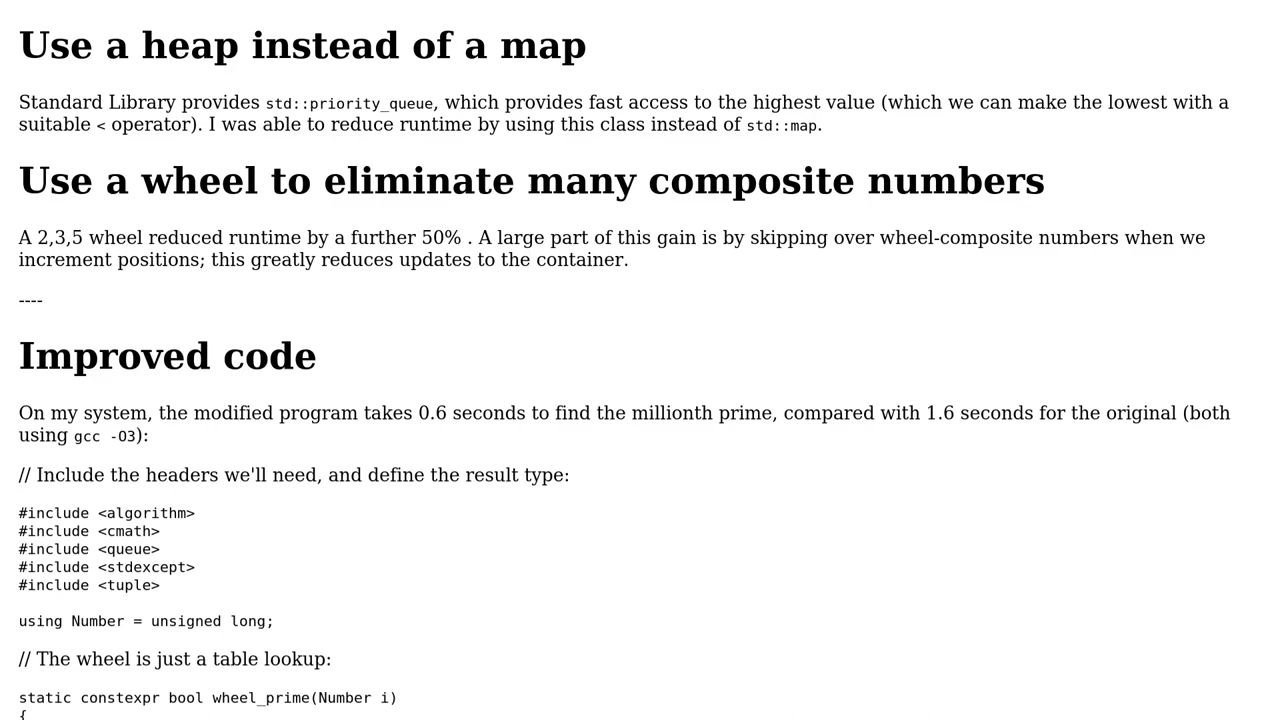 Use a heap instead of a map
Standard Library provides std::priority_queue, which provides fast access to the highest value (which we can make the lowest with a
suitable < operator). I was able to reduce runtime by using this class instead of std::map.
Use a wheel to eliminate many composite numbers
A 2,3,5 wheel reduced runtime by a further 50% . A large part of this gain is by skipping over wheel-composite numbers when we
increment positions; this greatly reduces updates to the container.
----
Improved code
On my system, the modified program takes 0.6 seconds to find the millionth prime, compared with 1.6 seconds for the original (both
using gcc -O3):
// Include the headers we'll need, and define the result type:
#include <algorithm>
#include <cmath>
#include <queue>
#include <stdexcept>
#include <tuple>
using Number = unsigned long;
// The wheel is just a table lookup:
static constexpr bool wheel_prime(Number i)
{